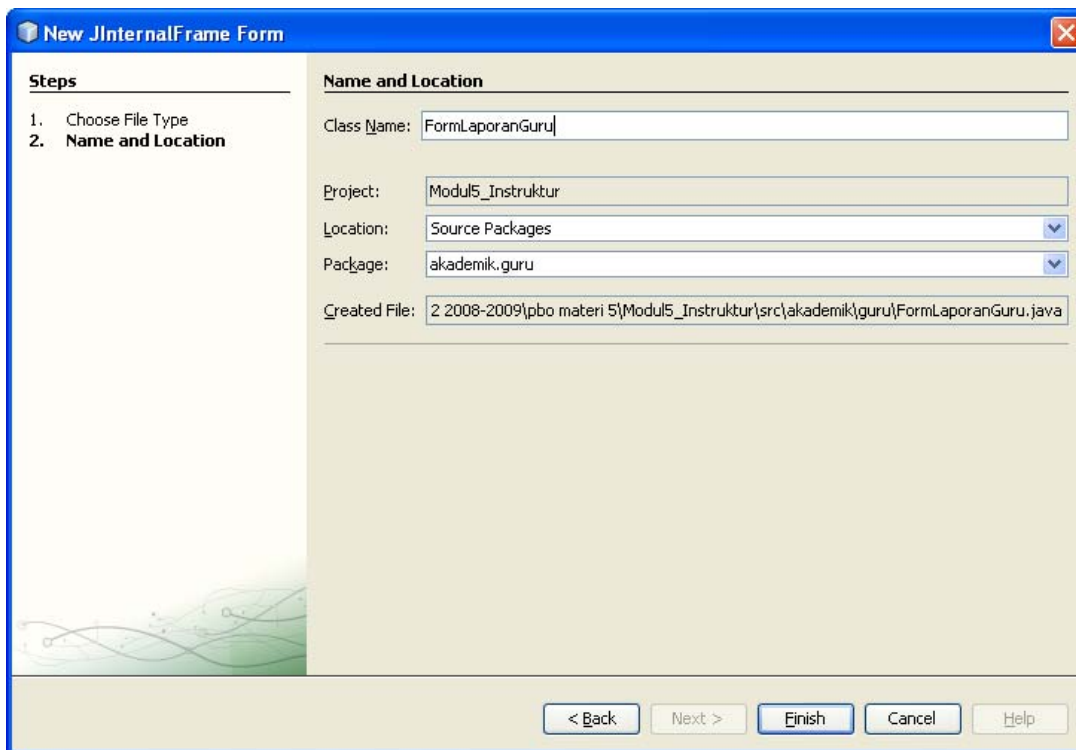 New JInternalFrame Form
Steps
1. Choose File Type
2. Name and Location
Name and Location
Class Name: FormLaporanGuru
Project: Modul5_Instruktur
Location: Source Packages
Package: akademik.guru
Created File: 2 2008-2009\pbo materi 5\Modul5_Instruktur\src\akademik\guru\FormLaporanGuru.java
< Back Next > Finish Cancel Help